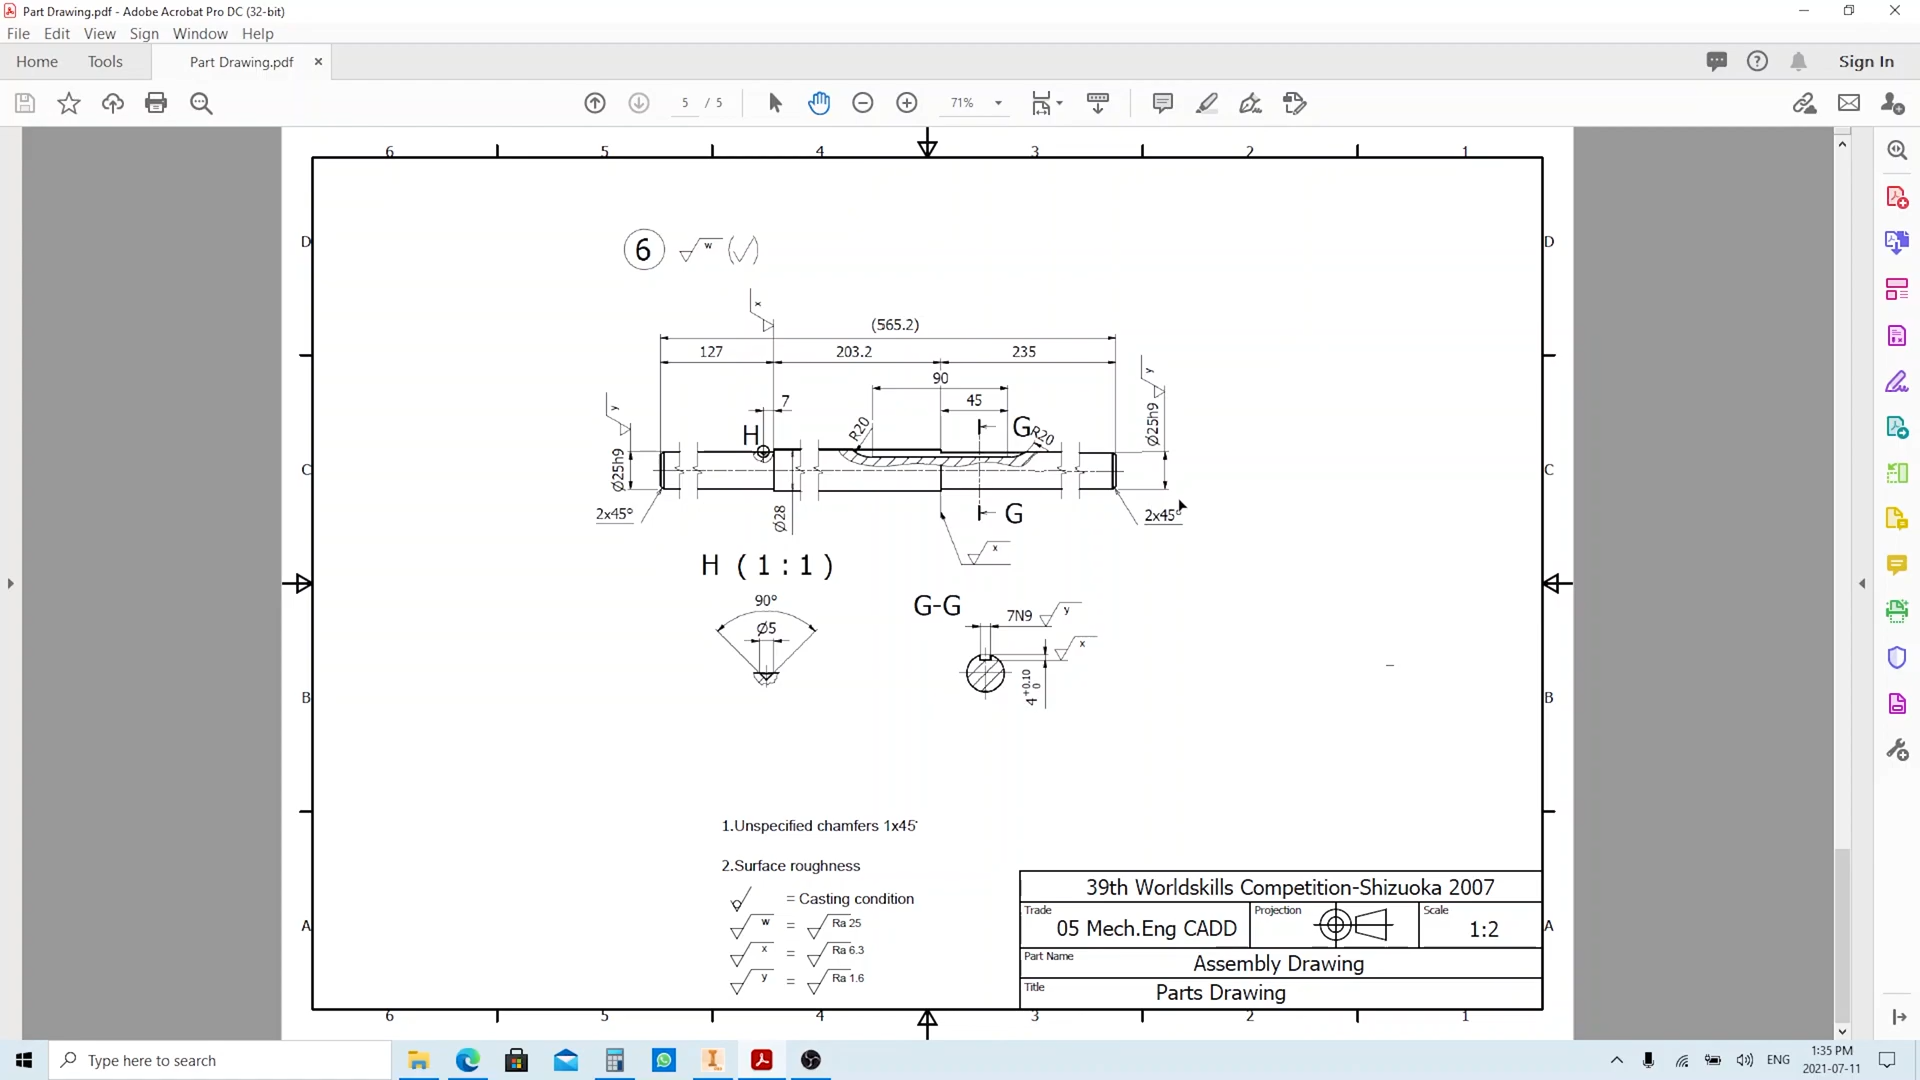 Part Drawing.pdf - Adobe Acrobat Pro DC (32-bit)
File Edit View Sign Window Help
Home Tools Part Drawing.pdf × Sign In
5 / 5 71%
6 5 4 3 2 1
D D
6 w
x
(565.2)
127 203.2 235
y
90
7 45
y
H R20 G R20 Ø25h9
C C
Ø25h9
2x45° Ø28 G 2x45°
x
H ( 1 : 1 )
90° G-G
7N9 y
Ø5
x
4 +0.10 0
B B
1.Unspecified chamfers 1x45°
2.Surface roughness
= Casting condition
w = Ra 25
x = Ra 6.3
y = Ra 1.6
39th Worldskills Competition-Shizuoka 2007
Trade Projection Scale
05 Mech.Eng CADD 1:2
A A
Part Name
Assembly Drawing
Title
Parts Drawing
6 5 4 3 2 1
Type here to search
ENG
1:35 PM
2021-07-11